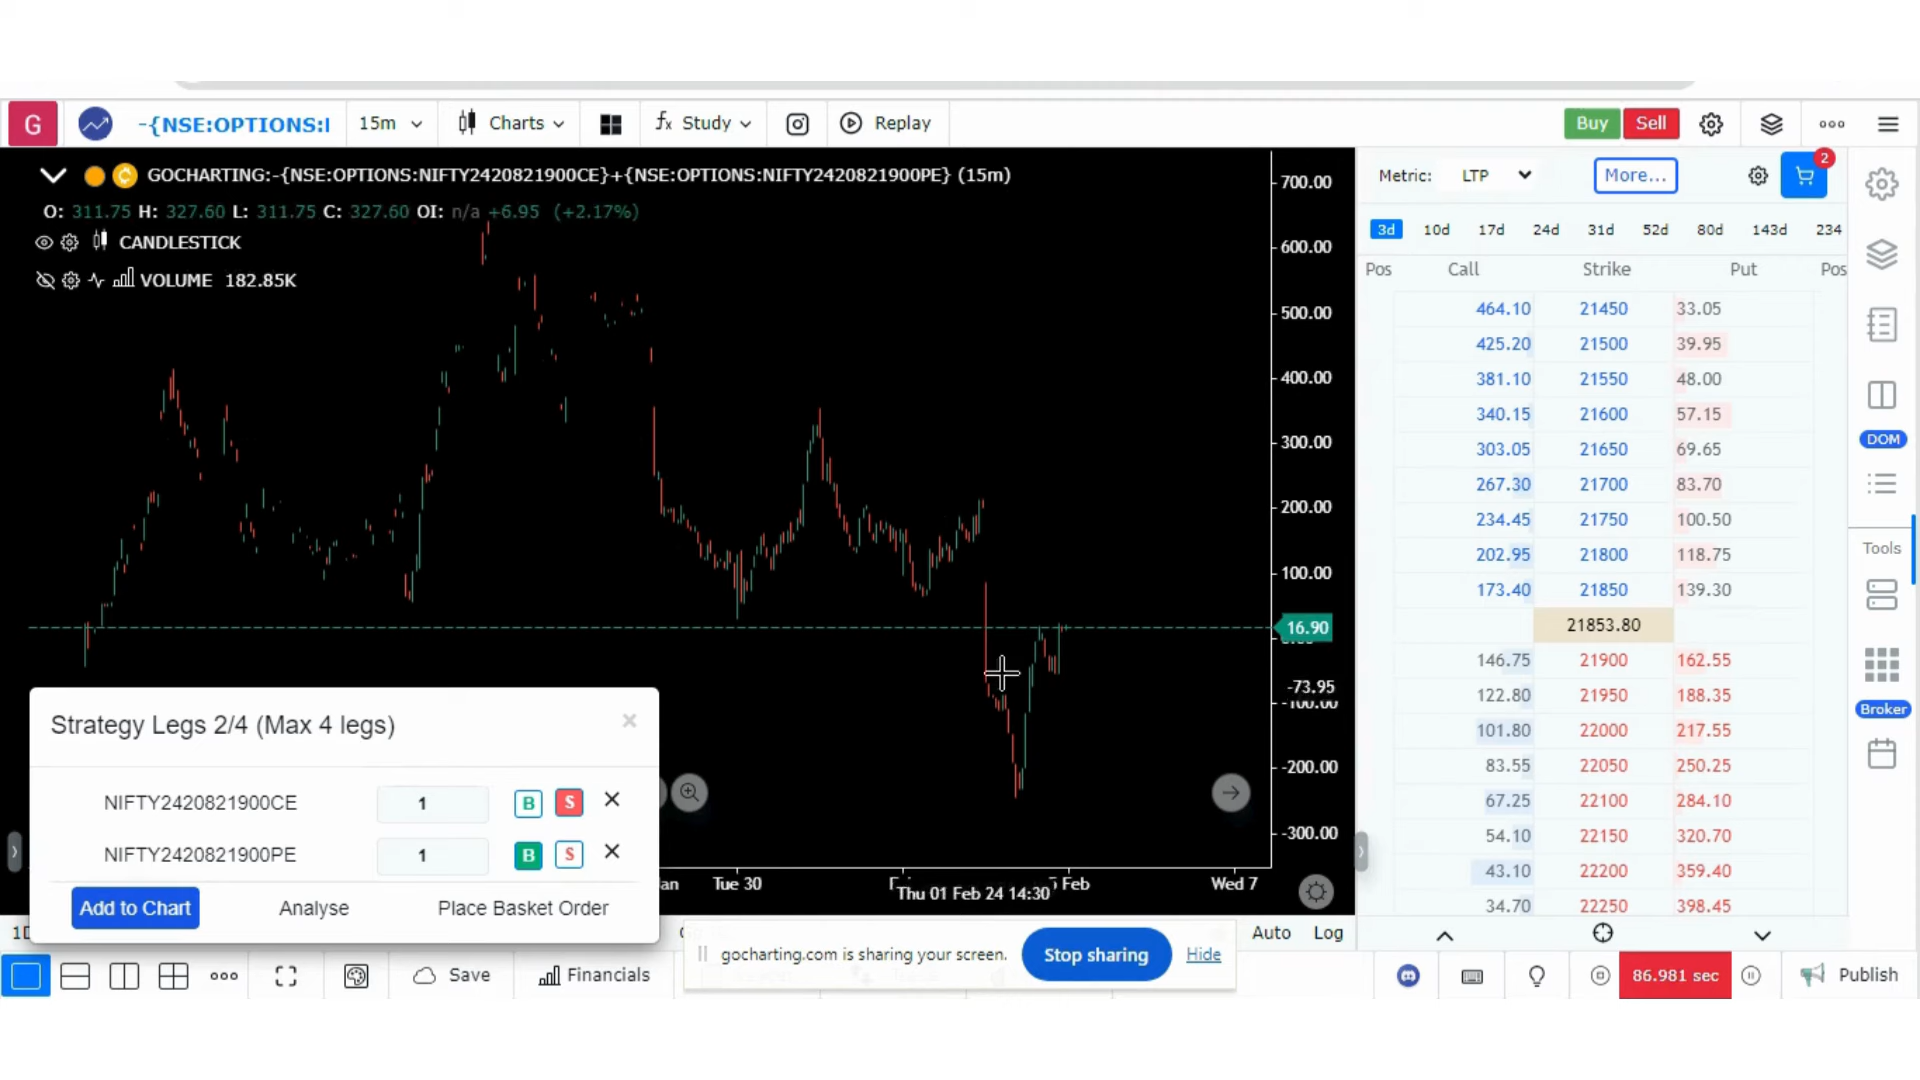 G -{NSE:OPTIONS:I 15m Charts fx Study Replay Buy Sell
GOCHARTING:-{NSE:OPTIONS:NIFTY2420821900CE}+{NSE:OPTIONS:NIFTY2420821900PE} (15m)
O: 311.75 H: 327.60 L: 311.75 C: 327.60 OI: n/a +6.95 (+2.17%)
CANDLESTICK
VOLUME 182.85K
700.00
600.00
500.00
400.00
300.00
200.00
100.00
16.90
-73.95
-100.00
-200.00
-300.00
Strategy Legs 2/4 (Max 4 legs)
NIFTY2420821900CE 1 B S
NIFTY2420821900PE 1 B S
Add to Chart Analyse Place Basket Order
Tue 30
Thu 01 Feb 24 14:30
Feb
Wed 7
Auto Log
gocharting.com is sharing your screen. Stop sharing Hide
Save Financials
Metric: LTP More... 2
3d 10d 17d 24d 31d 52d 80d 143d 234
Pos Call Strike Put Pos
464.10 21450 33.05
425.20 21500 39.95
381.10 21550 48.00
340.15 21600 57.15
303.05 21650 69.65
267.30 21700 83.70
234.45 21750 100.50
202.95 21800 118.75
173.40 21850 139.30
21853.80
146.75 21900 162.55
122.80 21950 188.35
101.80 22000 217.55
83.55 22050 250.25
67.25 22100 284.10
54.10 22150 320.70
43.10 22200 359.40
34.70 22250 398.45
DOM
Tools
Broker
86.981 sec Publish